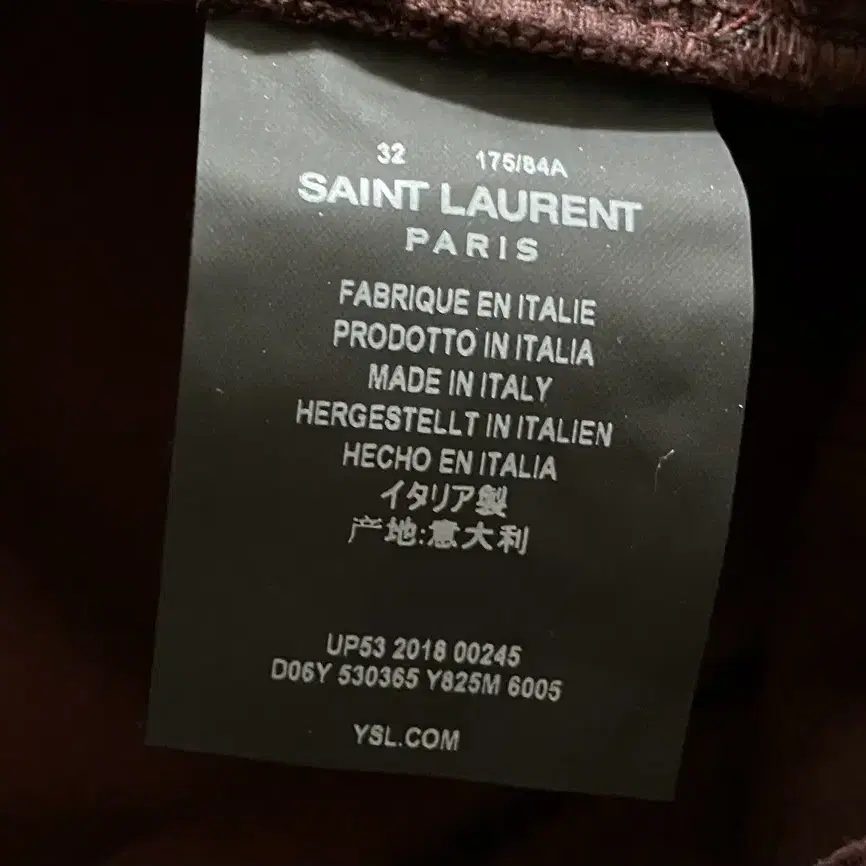 32 175/84A
SAINT LAURENT
PARIS
FABRIQUE EN ITALIE
PRODOTTO IN ITALIA
MADE IN ITALY
HERGESTELLT IN ITALIEN
HECHO EN ITALIA
イタリア製
产地:意大利
UP53 2018 00245
D06Y 530365 Y825M 6005
YSL.COM